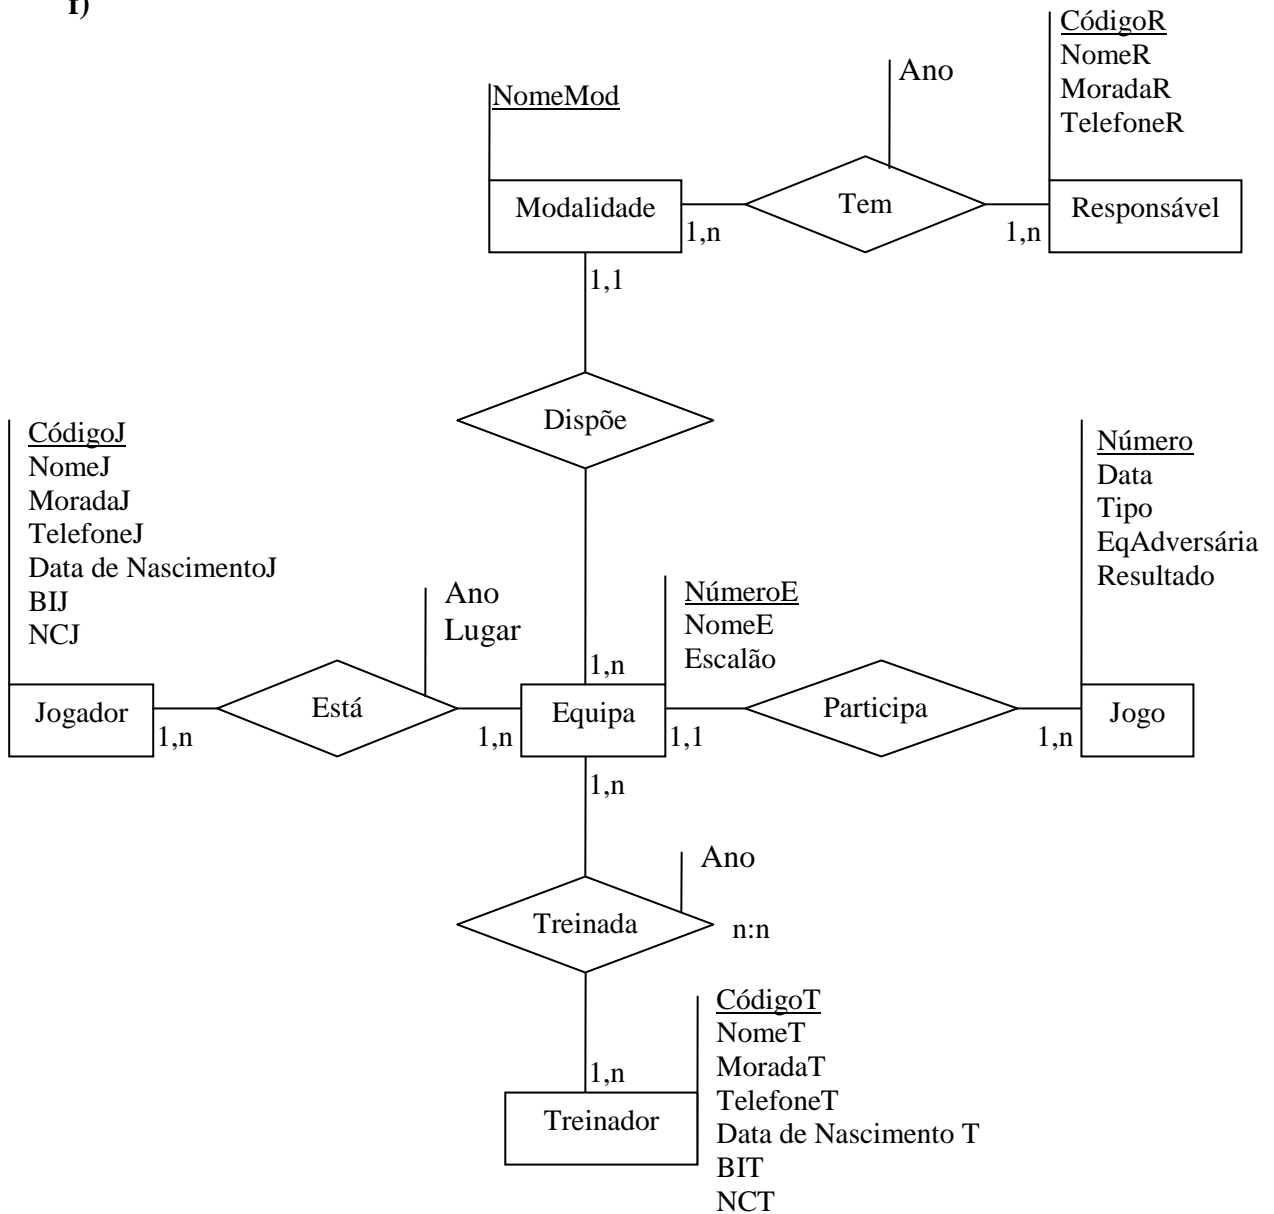 f)
CódigoR
NomeR
MoradaR
TelefoneR
Ano
NomeMod
Modalidade
Tem
Responsável
1,n
1,n
1,1
Dispõe
CódigoJ
NomeJ
MoradaJ
TelefoneJ
Data de NascimentoJ
BIJ
NCJ
Número
Data
Tipo
EqAdversária
Resultado
Ano
Lugar
NúmeroE
NomeE
Escalão
1,n
Jogador
Está
Equipa
Participa
Jogo
1,n
1,n
1,1
1,n
1,n
Ano
Treinada
n:n
CódigoT
NomeT
MoradaT
TelefoneT
Data de Nascimento T
BIT
NCT
1,n
Treinador